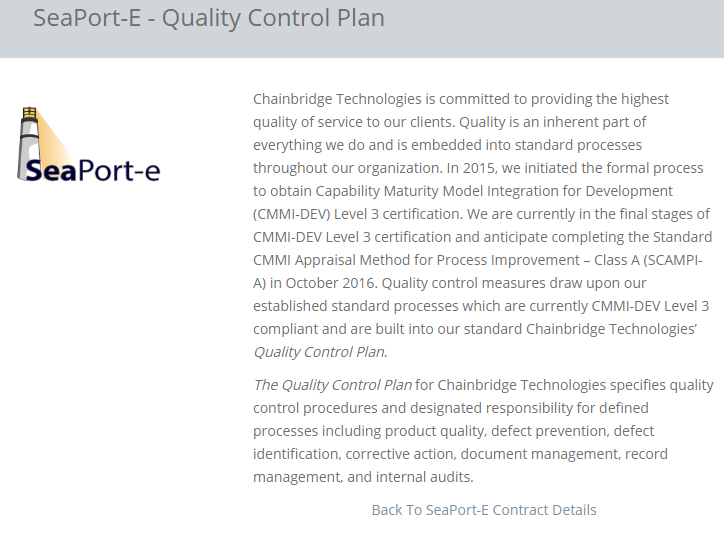 SeaPort-E - Quality Control Plan
SeaPort-e
Chainbridge Technologies is committed to providing the highest
quality of service to our clients. Quality is an inherent part of
everything we do and is embedded into standard processes
throughout our organization. In 2015, we initiated the formal process
to obtain Capability Maturity Model Integration for Development
(CMMI-DEV) Level 3 certification. We are currently in the final stages of
CMMI-DEV Level 3 certification and anticipate completing the Standard
CMMI Appraisal Method for Process Improvement – Class A (SCAMPI-
A) in October 2016. Quality control measures draw upon our
established standard processes which are currently CMMI-DEV Level 3
compliant and are built into our standard Chainbridge Technologies’
Quality Control Plan.
The Quality Control Plan for Chainbridge Technologies specifies quality
control procedures and designated responsibility for defined
processes including product quality, defect prevention, defect
identification, corrective action, document management, record
management, and internal audits.
Back To SeaPort-E Contract Details